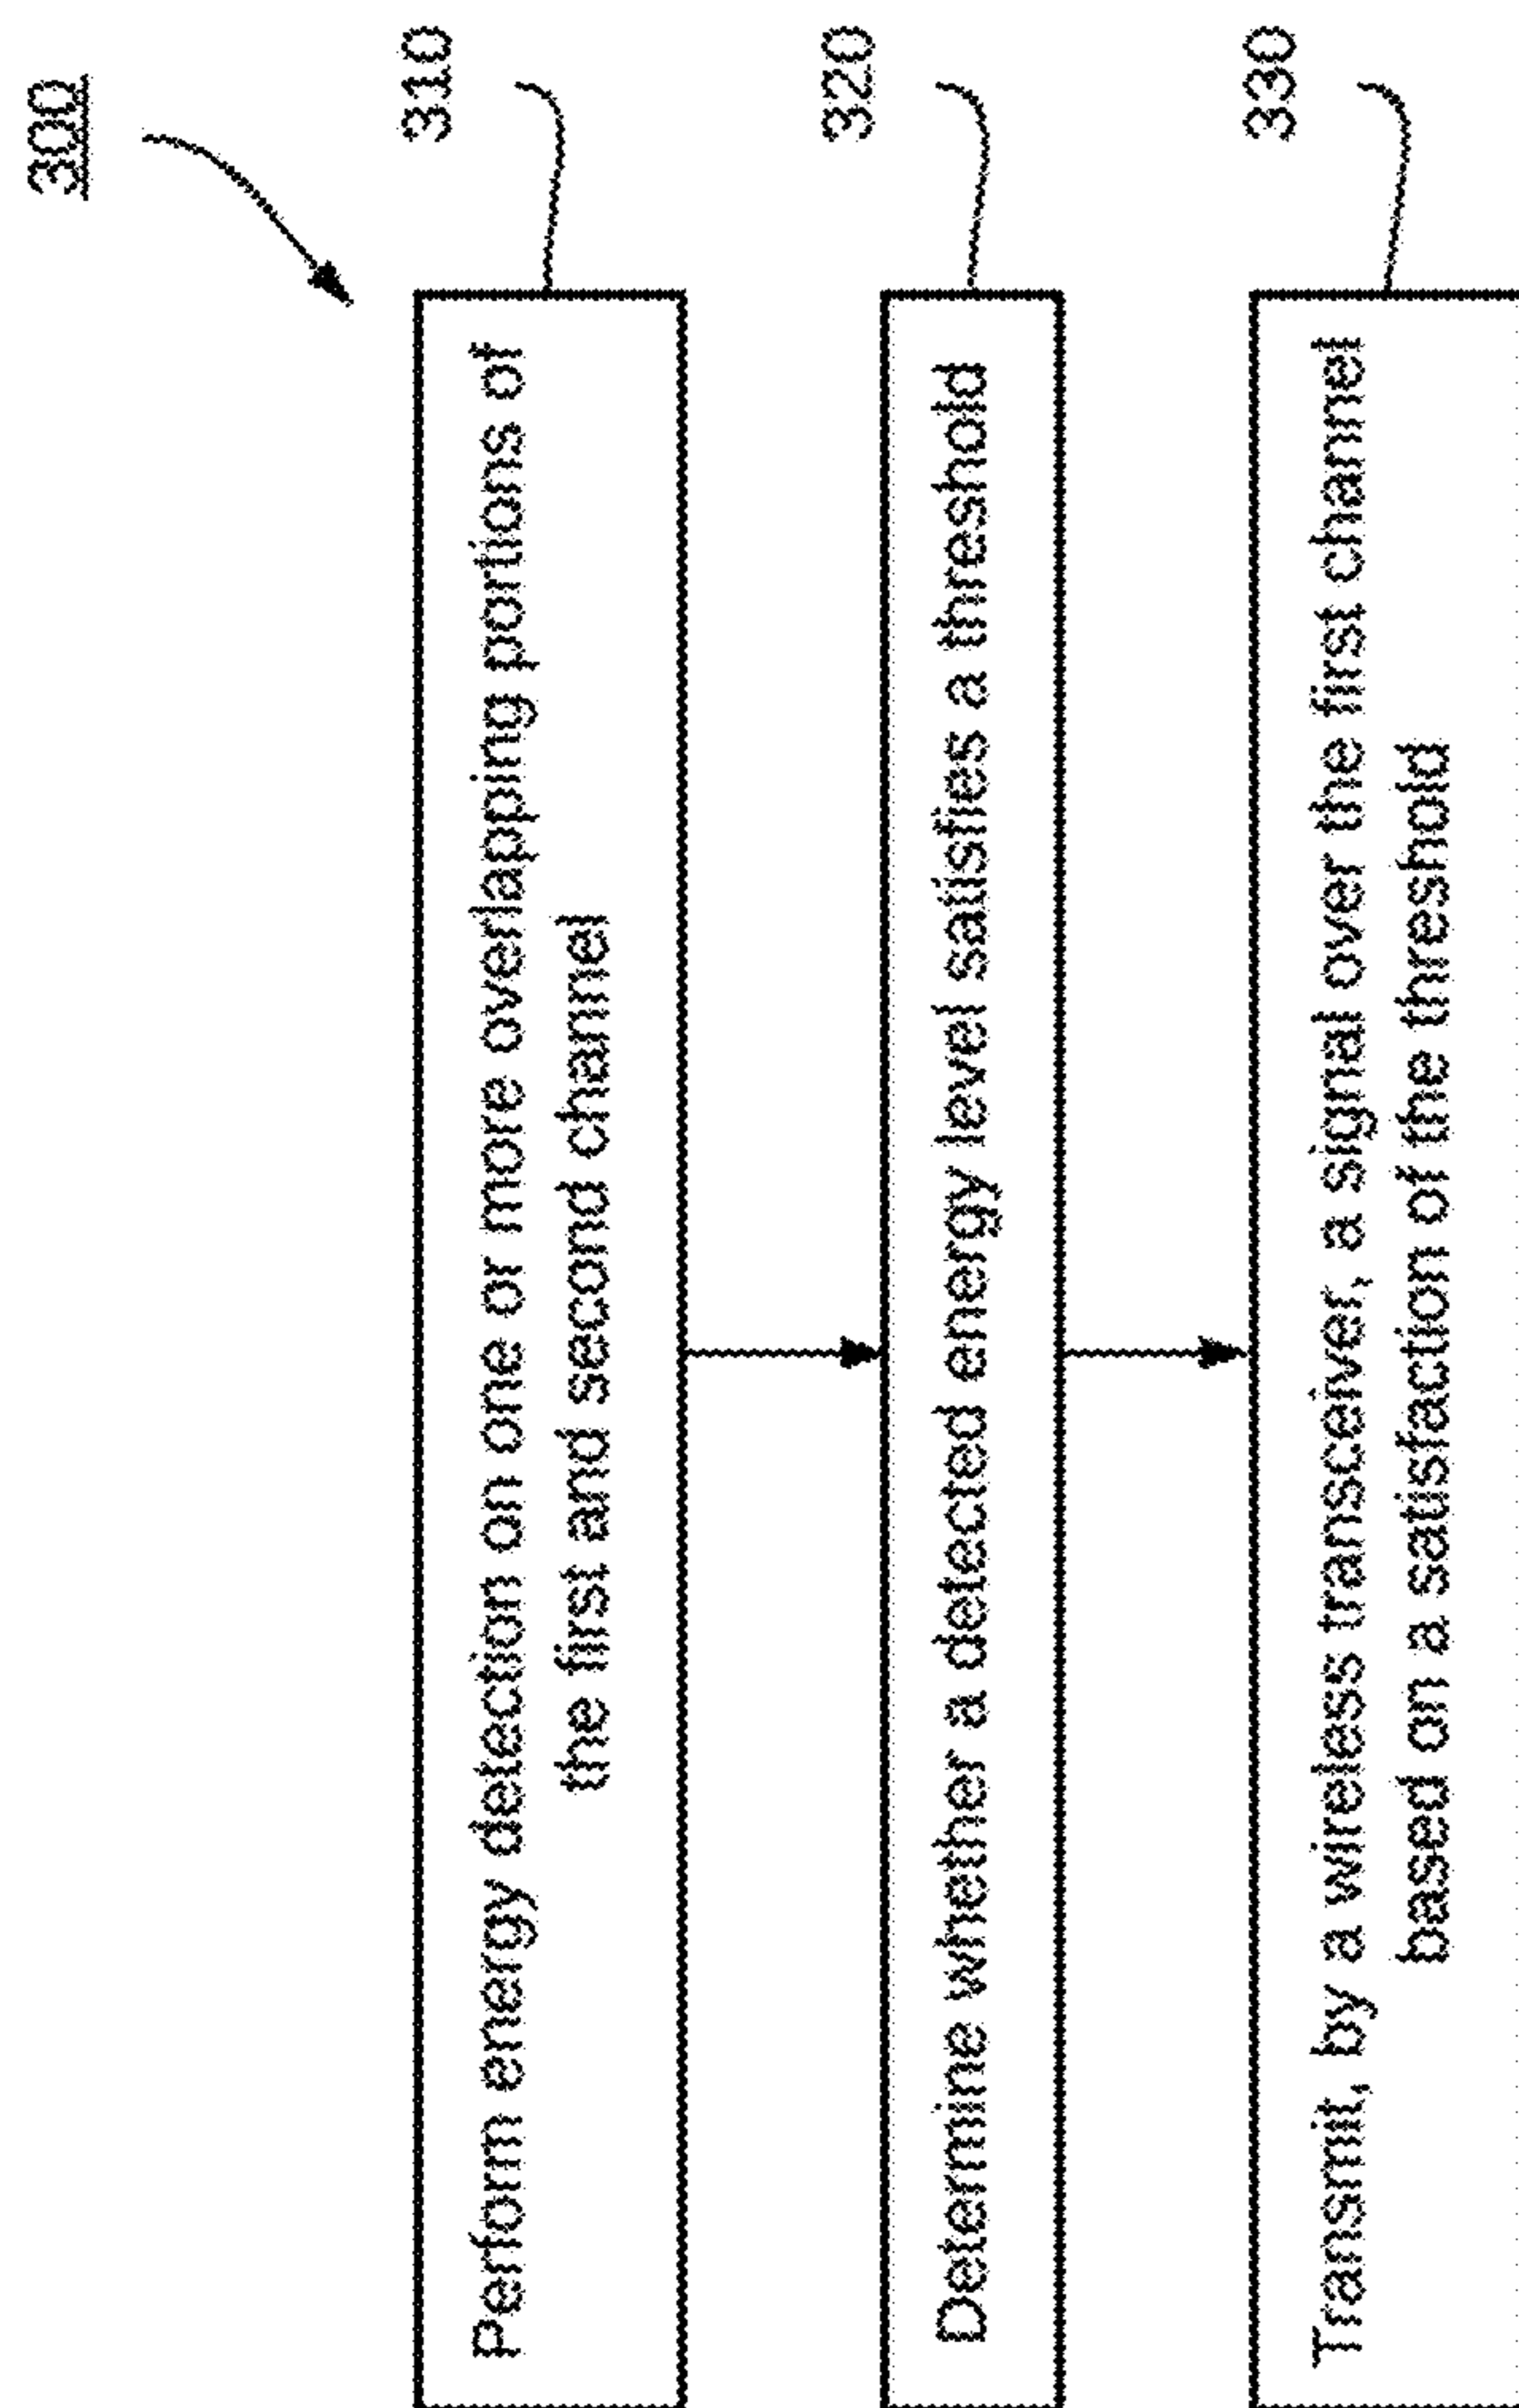 300
310
Perform energy detection on one or more overlapping portions of
the first and second channel
320
Determine whether a detected energy level satisfies a threshold
330
Transmit, by a wireless transceiver, a signal over the first channel
based on a satisfaction of the threshold